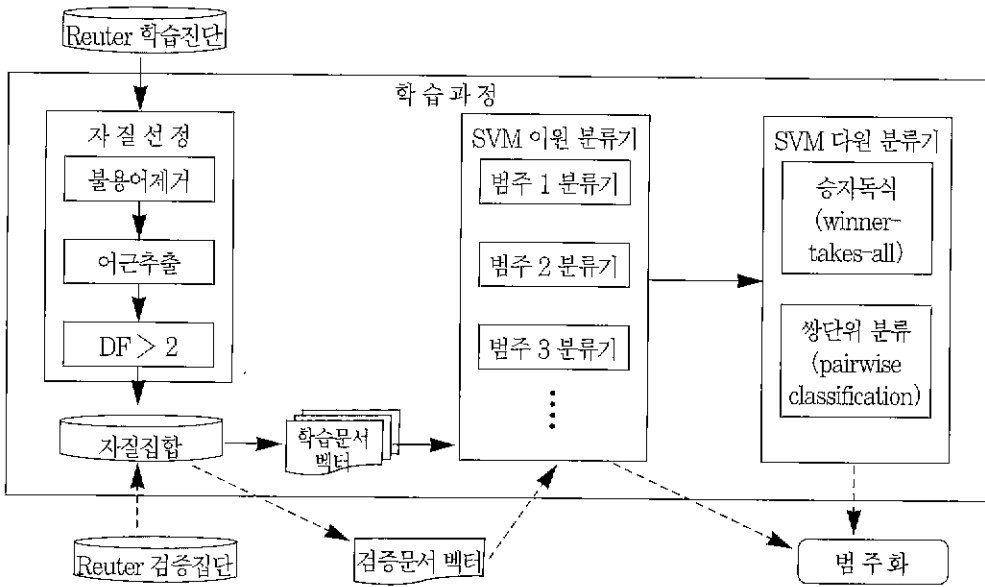 Reuter 학습진단
학 습 과 정
자 질 선 정
불용어제거
어근추출
DF > 2
자질집합
학습문서
벡터
SVM 이원 분류기
범주 1 분류기
범주 2 분류기
범주 3 분류기
SVM 다원 분류기
승자독식
(winner-
takes-all)
쌍단위 분류
(pairwise
classification)
Reuter 검증집단
검증문서 벡터
범 주 화